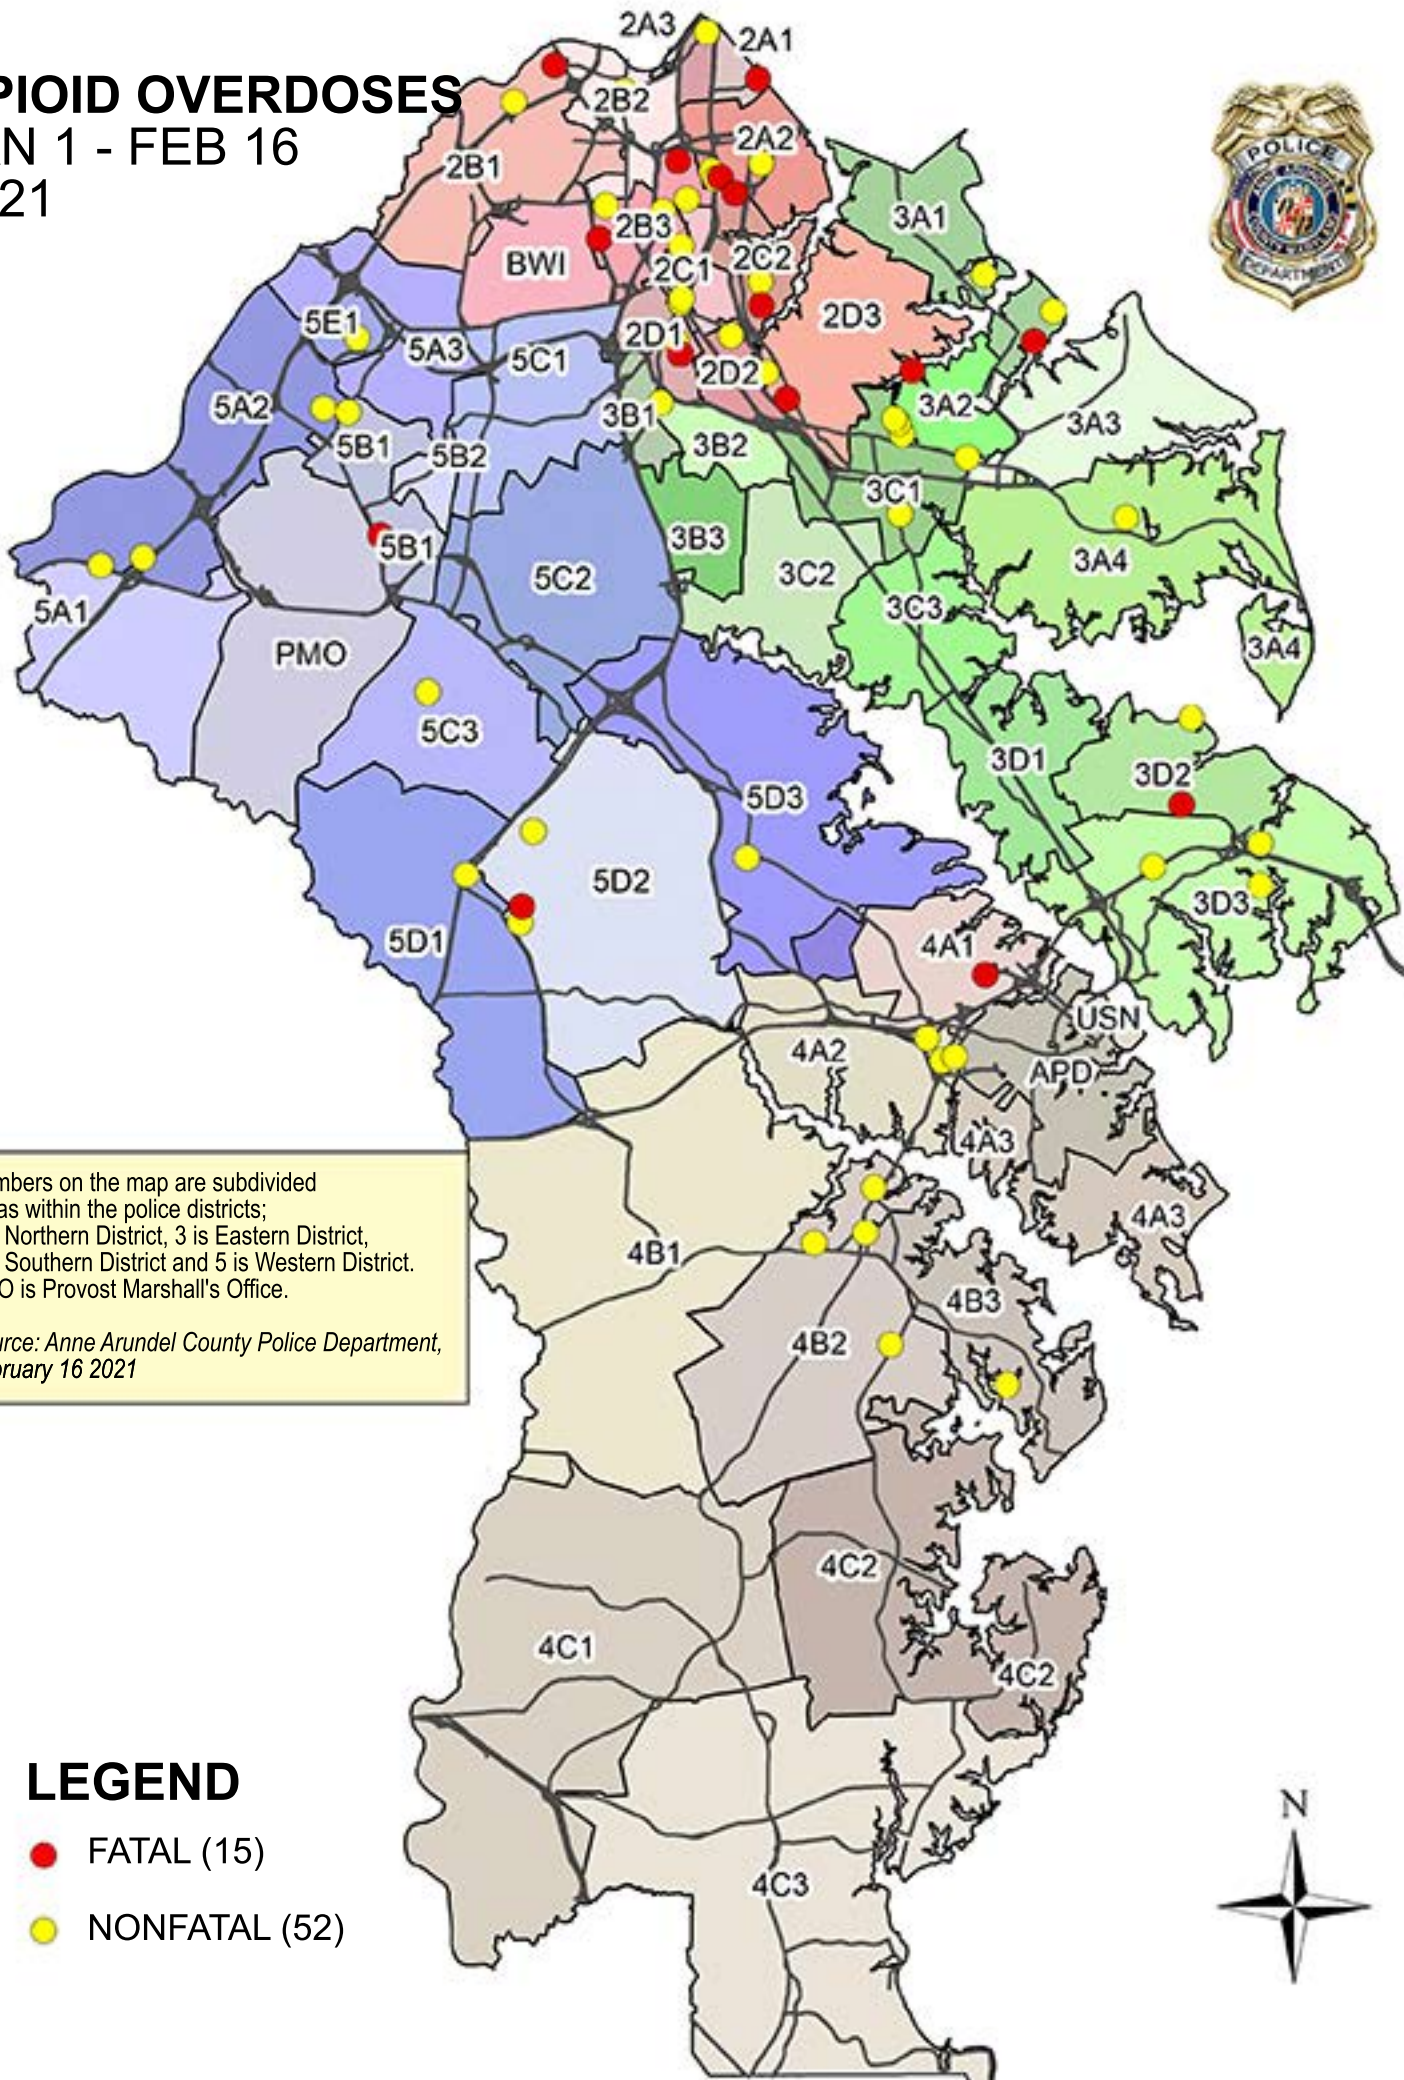 PIOID OVERDOSES
N 1 - FEB 16
21
POLICE
DEPARTMENT
2A3
2A1
2B2
2A2
2B1
3A1
2B3
BWI
2C1
2C2
2D3
5E1
5A3
5C1
2D1
2D2
5A2
3B1
3A2
3A3
5B1
5B2
3B2
3C1
5B1
3B3
5C2
3C2
3A4
5A1
3C3
PMO
3A4
5C3
3D1
3D2
5D3
5D2
3D3
5D1
4A1
USN
4A2
APD
4A3
4A3
4B1
4B3
4B2
4C2
4C1
4C2
4C3
mbers on the map are subdivided
as within the police districts;
Northern District, 3 is Eastern District,
Southern District and 5 is Western District.
O is Provost Marshall's Office.
urce: Anne Arundel County Police Department,
bruary 16 2021
LEGEND
FATAL (15)
NONFATAL (52)
N